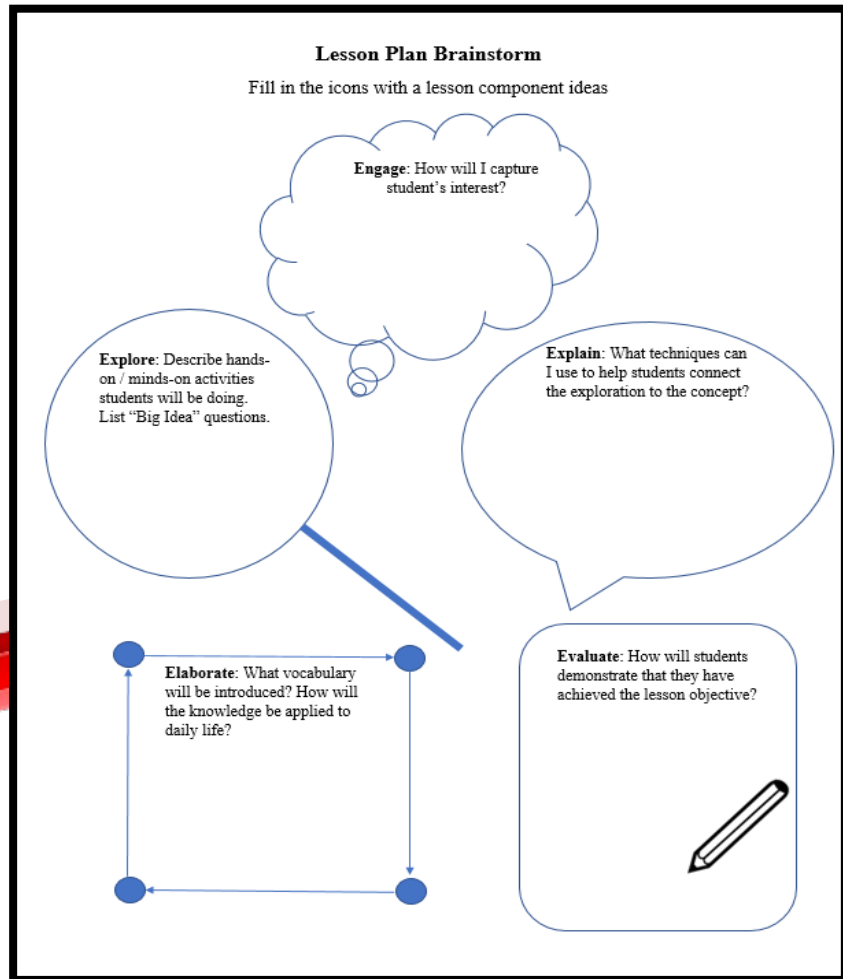 Lesson Plan Brainstorm
Fill in the icons with a lesson component ideas
Engage: How will I capture
student’s interest?
Explore: Describe hands-
on / minds-on activities
students will be doing.
List “Big Idea” questions.
Explain: What techniques can
I use to help students connect
the exploration to the concept?
Elaborate: What vocabulary
will be introduced? How will
the knowledge be applied to
daily life?
Evaluate: How will students
demonstrate that they have
achieved the lesson objective?